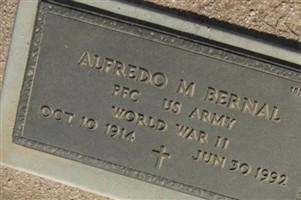 ALFREDO M BERNAL
PFC US ARMY
WORLD WAR II
OCT 10 1914 JUN 30 1992